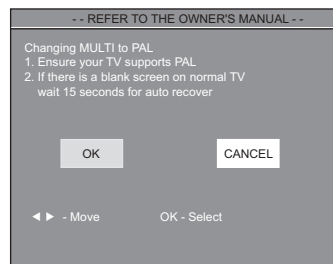 - - REFER TO THE OWNER'S MANUAL - -
Changing MULTI to PAL
1. Ensure your TV supports PAL
2. If there is a blank screen on normal TV
wait 15 seconds for auto recover
OK CANCEL
◄ ► - Move OK - Select